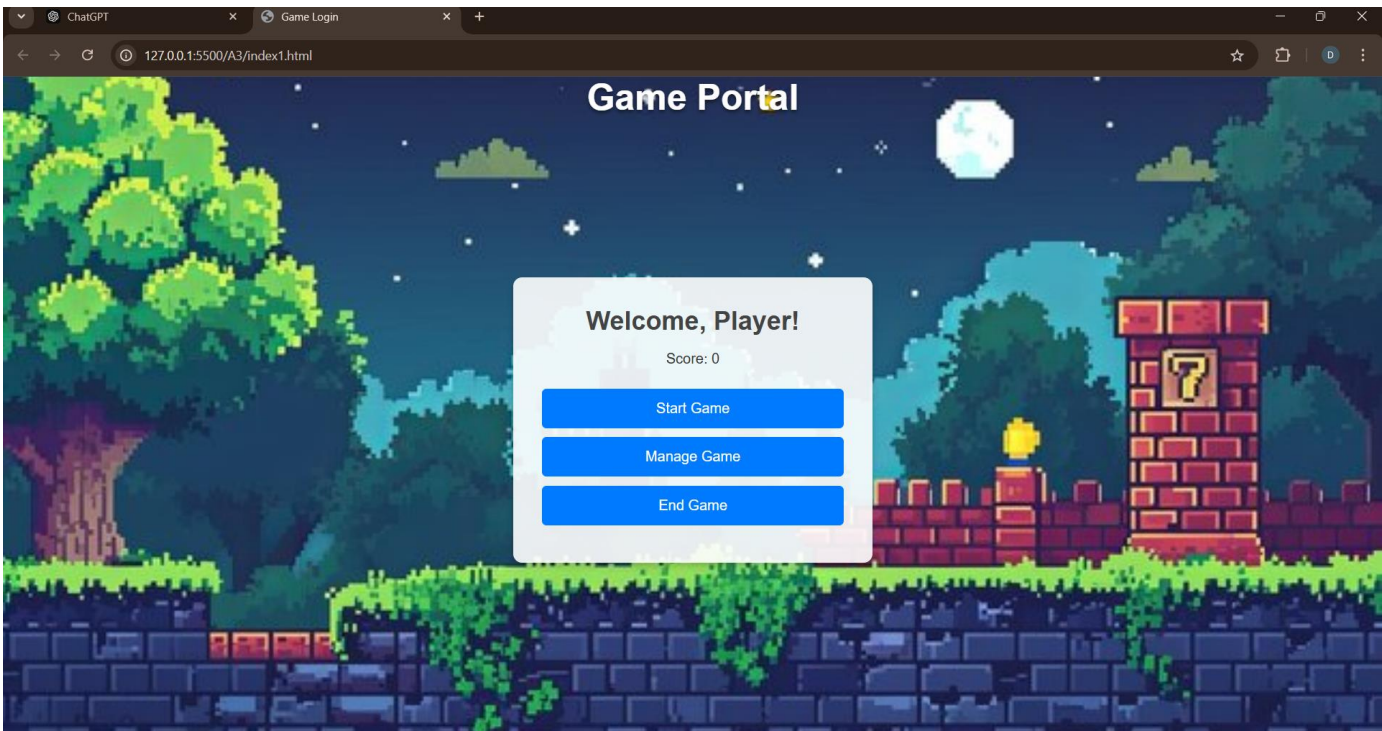 ChatGPT
Game Login
127.0.0.1:5500/A3/index1.html
D
Game Portal
Welcome, Player!
Score: 0
Start Game
Manage Game
End Game
7